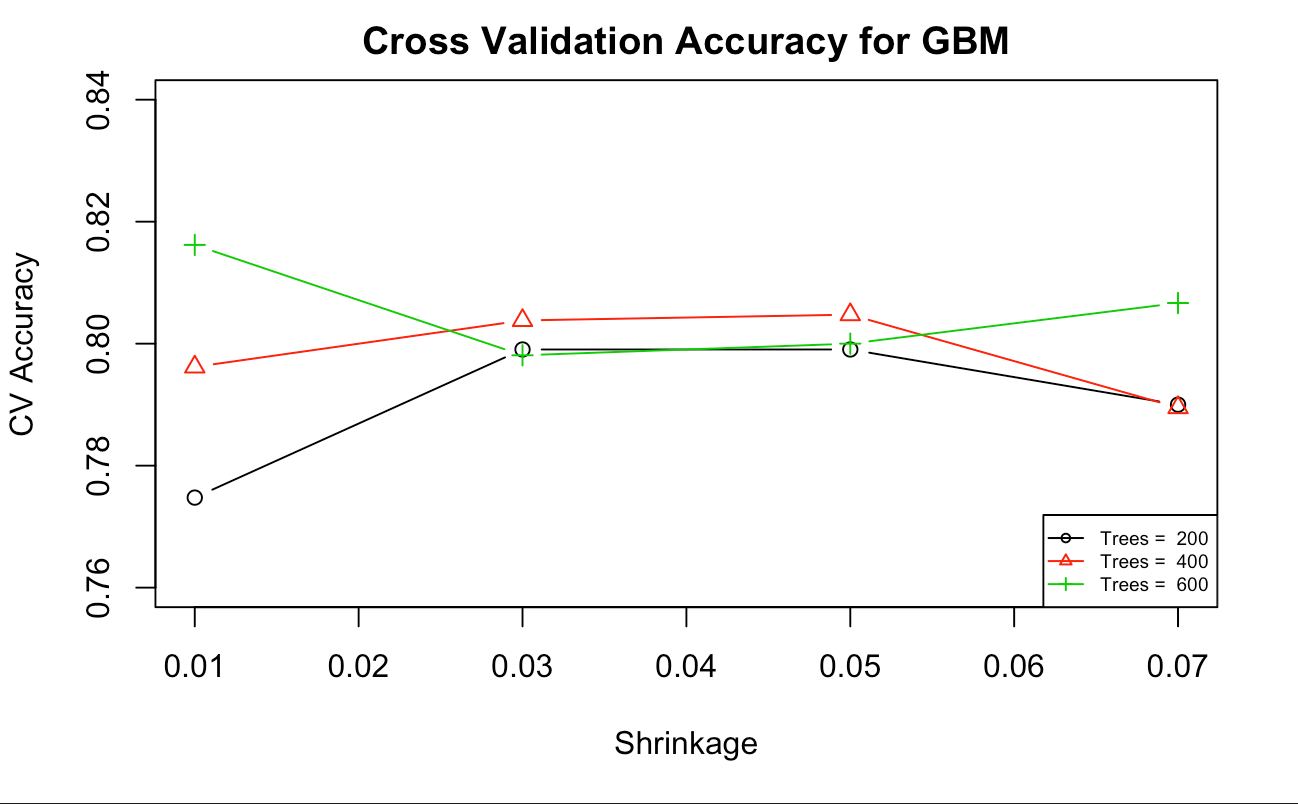 Cross Validation Accuracy for GBM
CV Accuracy
0.84
0.82
0.80
0.78
0.76
Trees = 200
Trees = 400
Trees = 600
0.01 0.02 0.03 0.04 0.05 0.06 0.07
Shrinkage